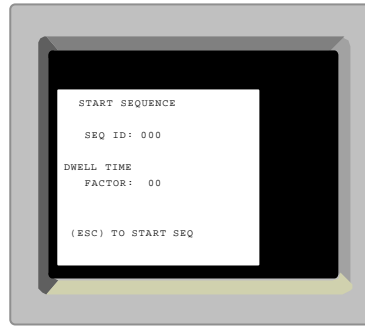 START SEQUENCE
SEQ ID: 000
DWELL TIME
FACTOR: 00
(ESC) TO START SEQ